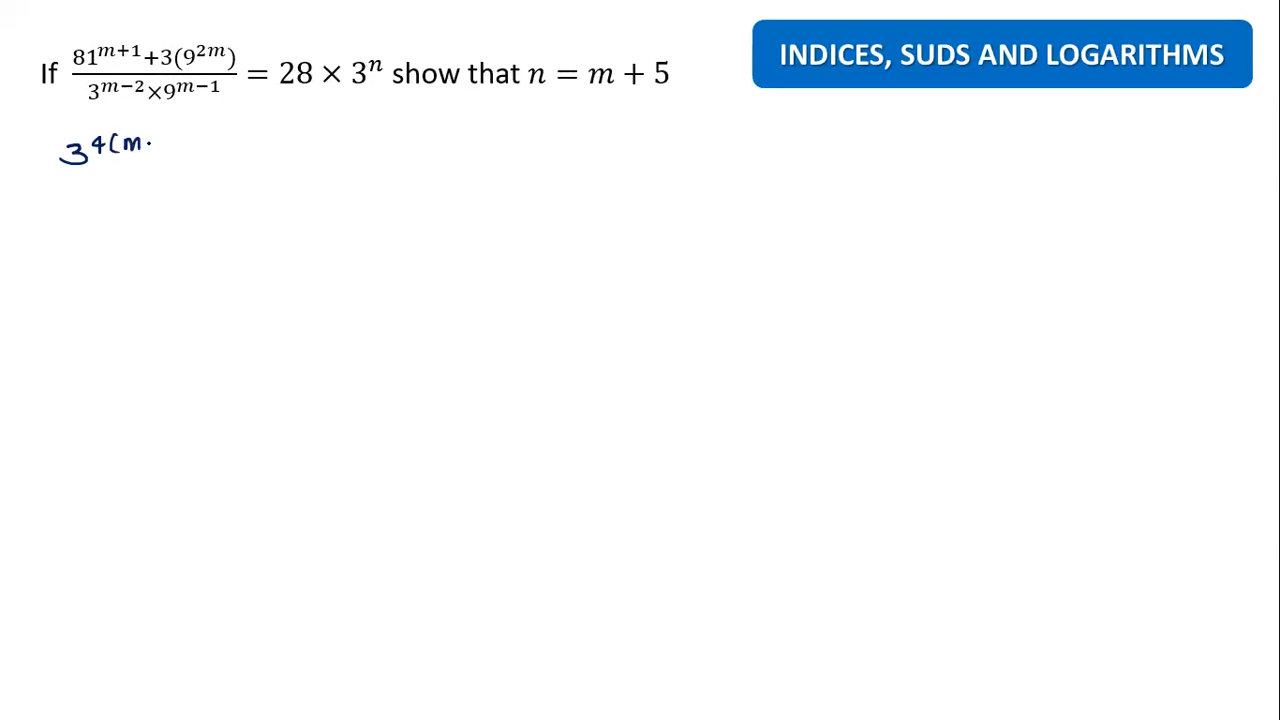 If (81^{m+1}+3(9^{2m}))/(3^{m−2}×9^{m−1}) = 28 × 3^n show that n = m + 5
INDICES, SUDS AND LOGARITHMS
3^{4(m·